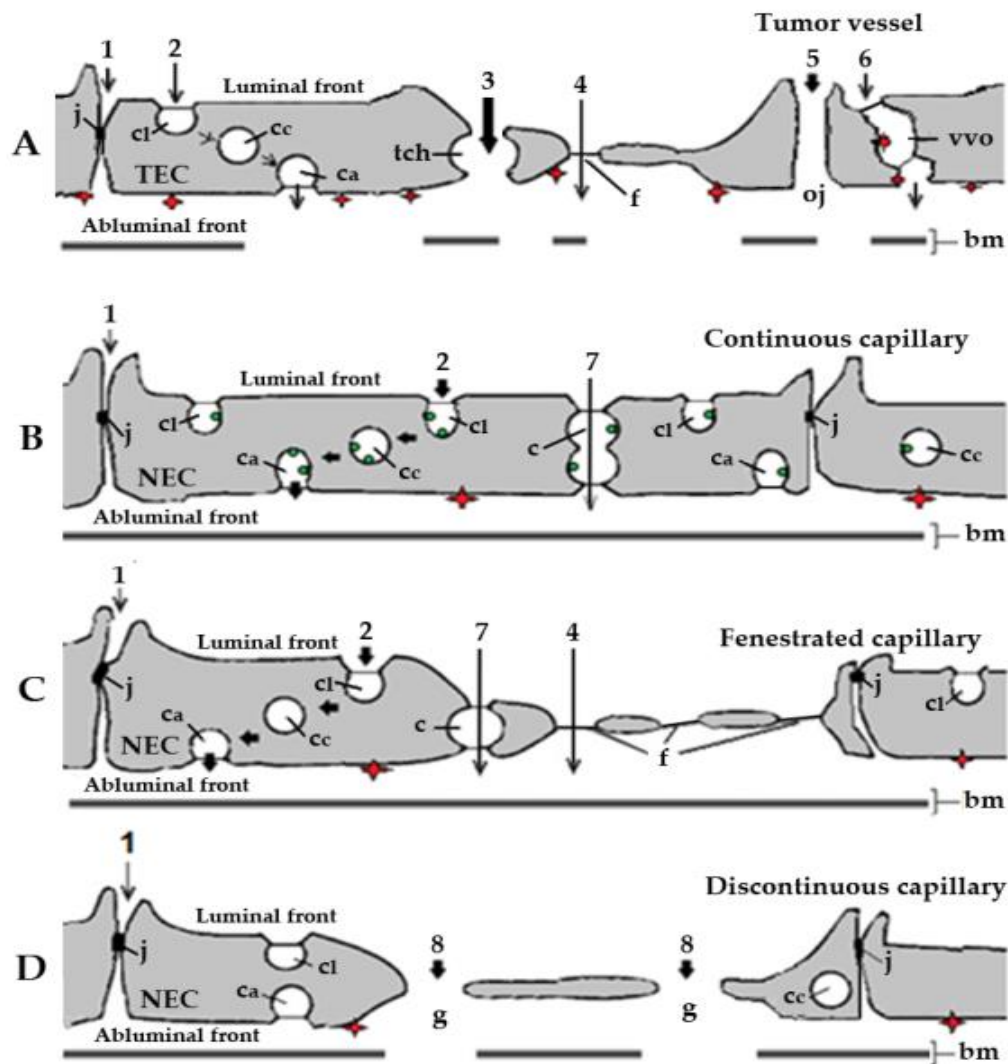 Tumor vessel
1 2 3 4 5 6
Luminal front
j cl cc tch vvo
A TEC ca f oj
Abluminal front bm
1 Continuous capillary
Luminal front 2 7
j cl cl c cl j
B NEC ca cc ca cc
Abluminal front bm
1
Luminal front 2 7 4 Fenestrated capillary
C j cl c j cl
NEC ca cc f
Abluminal front bm
1 Discontinuous capillary
Luminal front
j cl 8 8 j
D NEC ca g g cc
Abluminal front bm